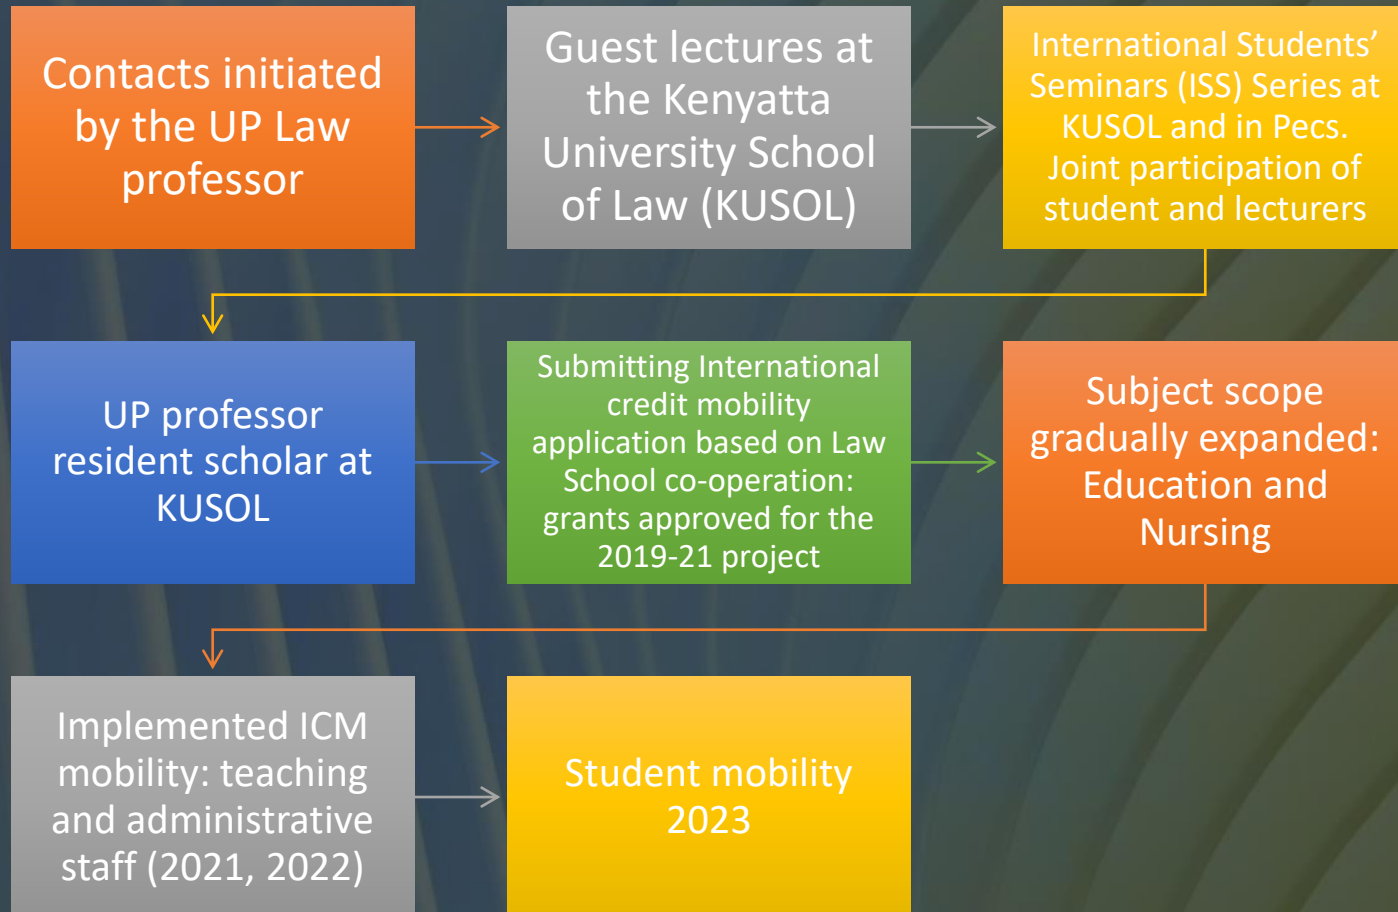 Contacts initiated
by the UP Law
professor
Guest lectures at
the Kenyatta
University School
of Law (KUSOL)
International Students’
Seminars (ISS) Series at
KUSOL and in Pecs.
Joint participation of
student and lecturers
UP professor
resident scholar at
KUSOL
Submitting International
credit mobility
application based on Law
School co-operation:
grants approved for the
2019-21 project
Subject scope
gradually expanded:
Education and
Nursing
Implemented ICM
mobility: teaching
and administrative
staff (2021, 2022)
Student mobility
2023